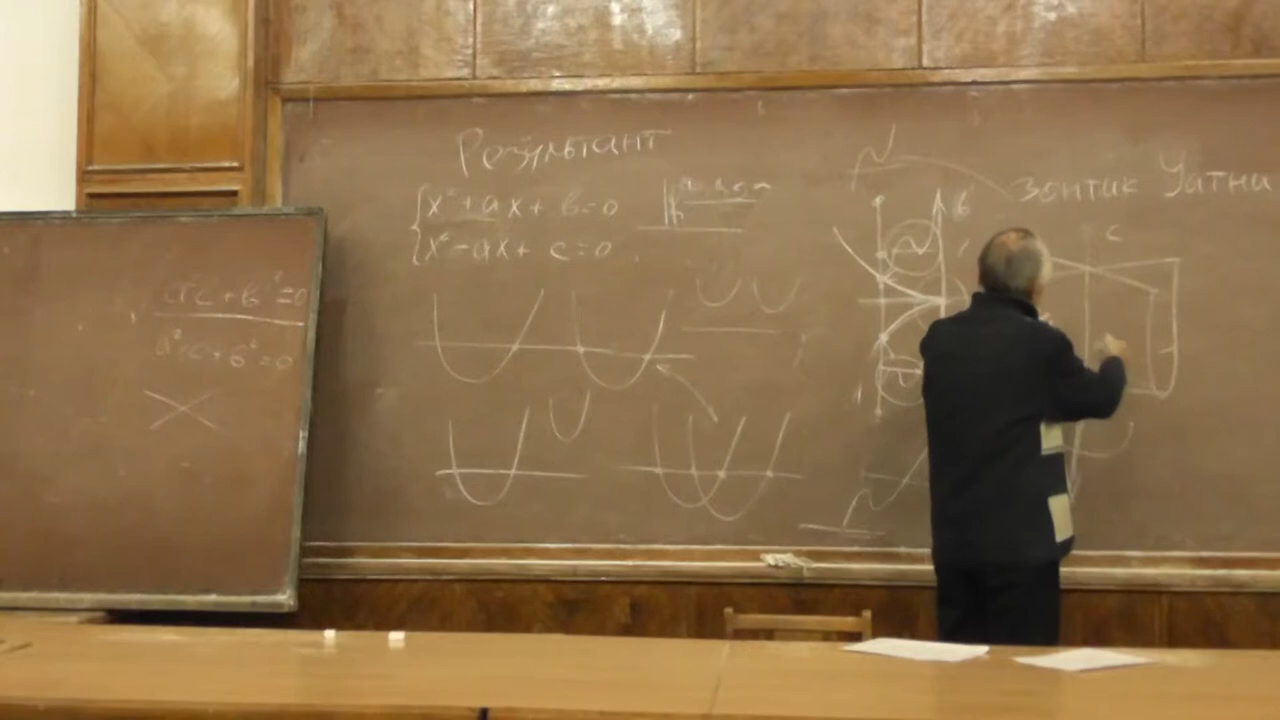 Результант
x²+ax+b=0
x²-ax+c=0
b
Зонтик Уитни
c
a²c+b²=0
a²c+b²=0